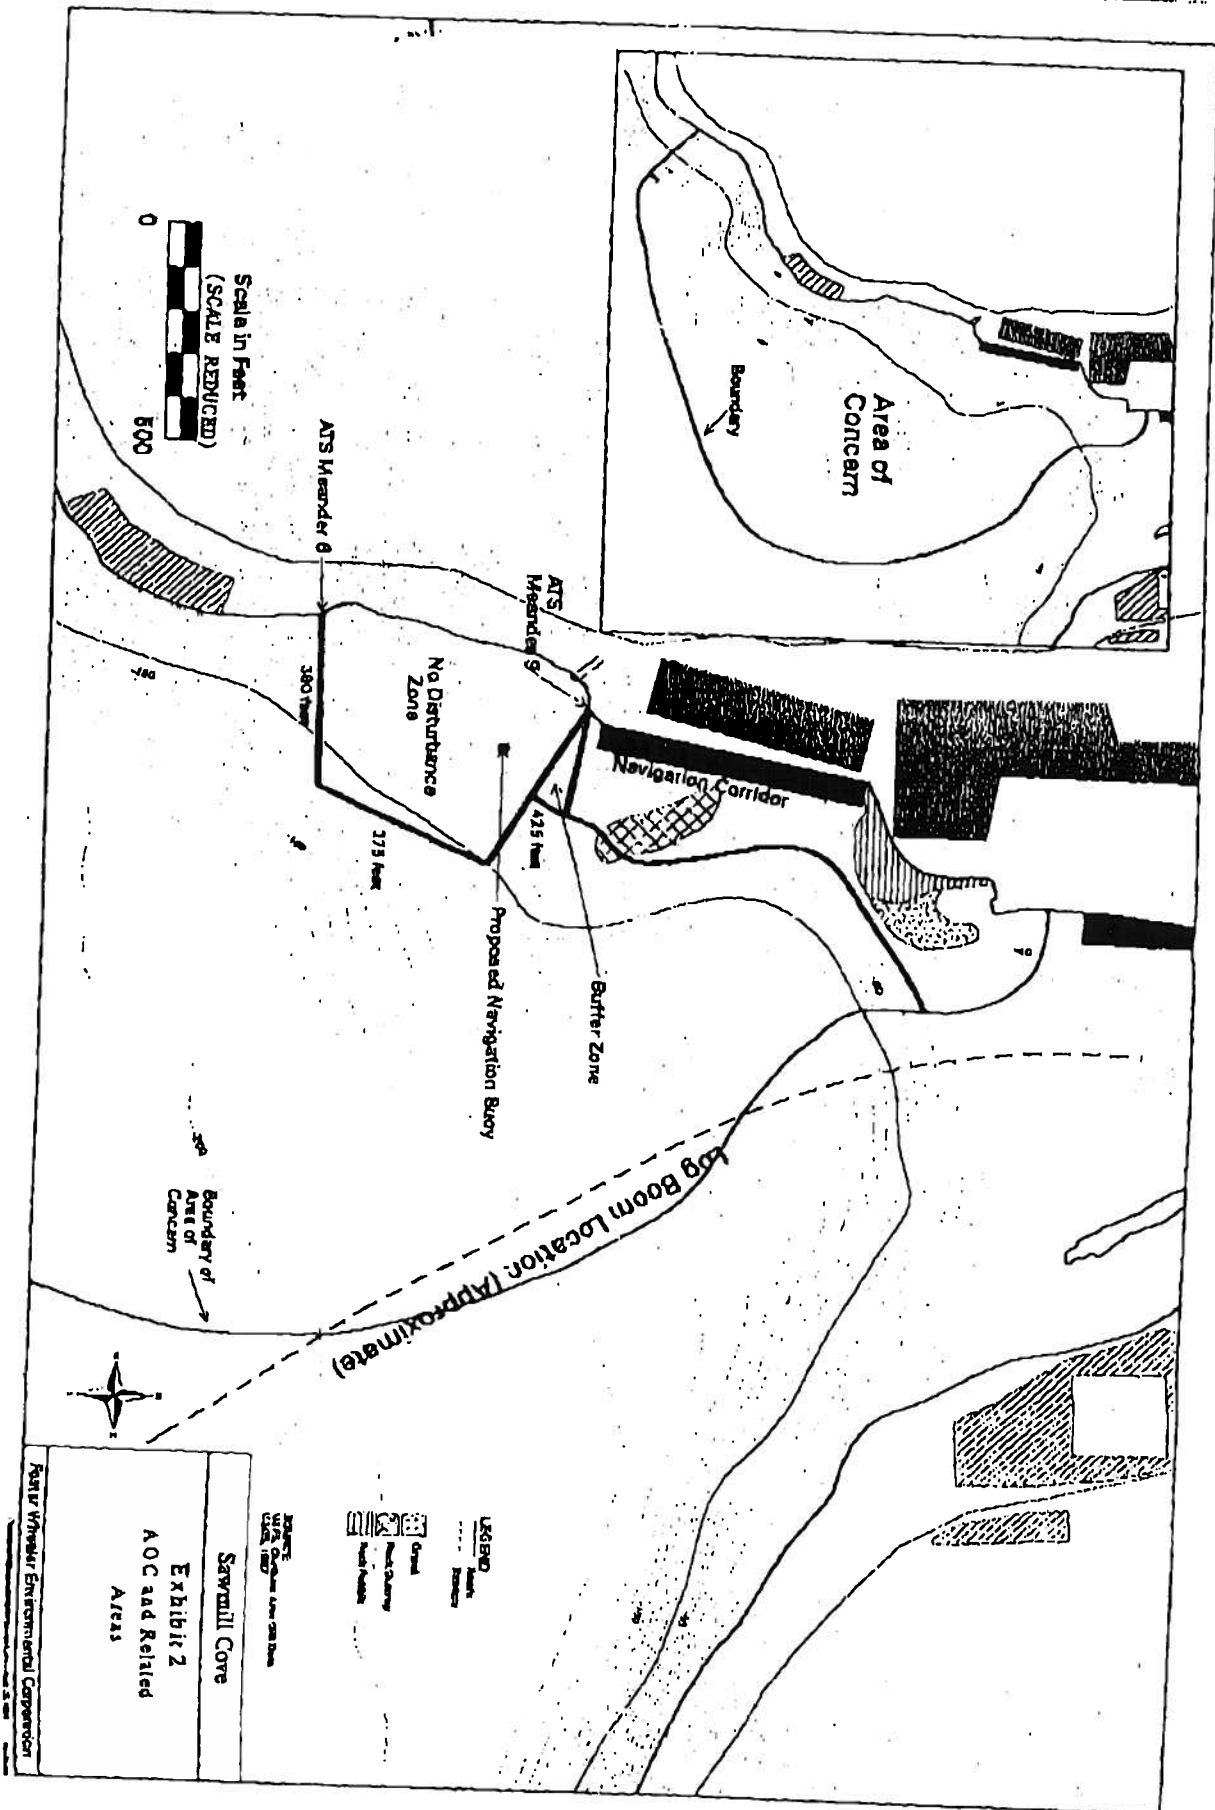 Area of
Concern
Boundary
Scale in Feet
(SCALE REDUCED)
0
500
ATS Meander 8
ATS
Meander 9
No Disturbance
Zone
380 feet
375 feet
425 feet
Navigation Corridor
Buffer Zone
Proposed Navigation Buoy
Log Boom Location (Approximate)
Boundary of
Area of
Concern
LEGEND
Sawmill Cove
Exhibit 2
AOC and Related
Areas
Foster Wheeler Environmental Corporation